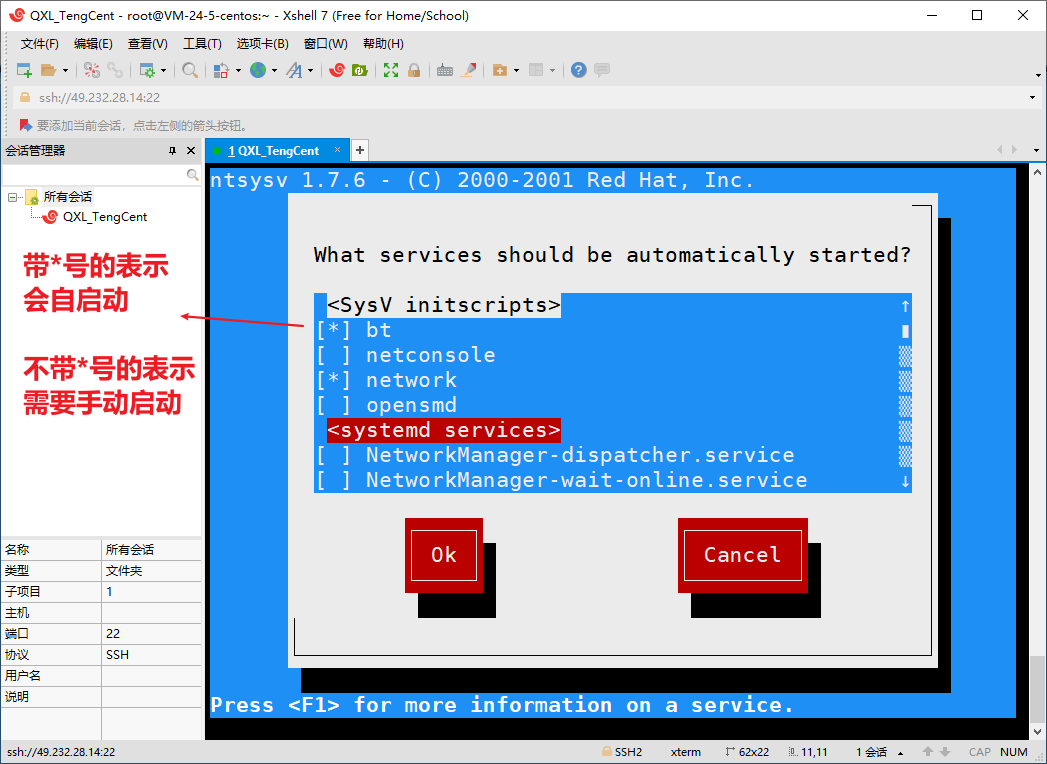 QXL_TengCent - root@VM-24-5-centos:~ - Xshell 7 (Free for Home/School)
文件(F) 编辑(E) 查看(V) 工具(T) 选项卡(B) 窗口(W) 帮助(H)
ssh://49.232.28.14:22
要添加当前会话，点击左侧的箭头按钮。
会话管理器
1 QXL_TengCent × +
所有会话
QXL_TengCent
带*号的表示
会自启动
不带*号的表示
需要手动启动
名称 所有会话
类型 文件夹
子项目 1
主机
端口 22
协议 SSH
用户名
说明
ntsysv 1.7.6 - (C) 2000-2001 Red Hat, Inc.
What services should be automatically started?
<SysV initscripts> ↑
[*] bt
[ ] netconsole
[*] network
[ ] opensmd
<systemd services>
[ ] NetworkManager-dispatcher.service
[ ] NetworkManager-wait-online.service ↓
Ok Cancel
Press <F1> for more information on a service.
ssh://49.232.28.14:22 SSH2 xterm 62x22 11,11 1 会话 CAP NUM